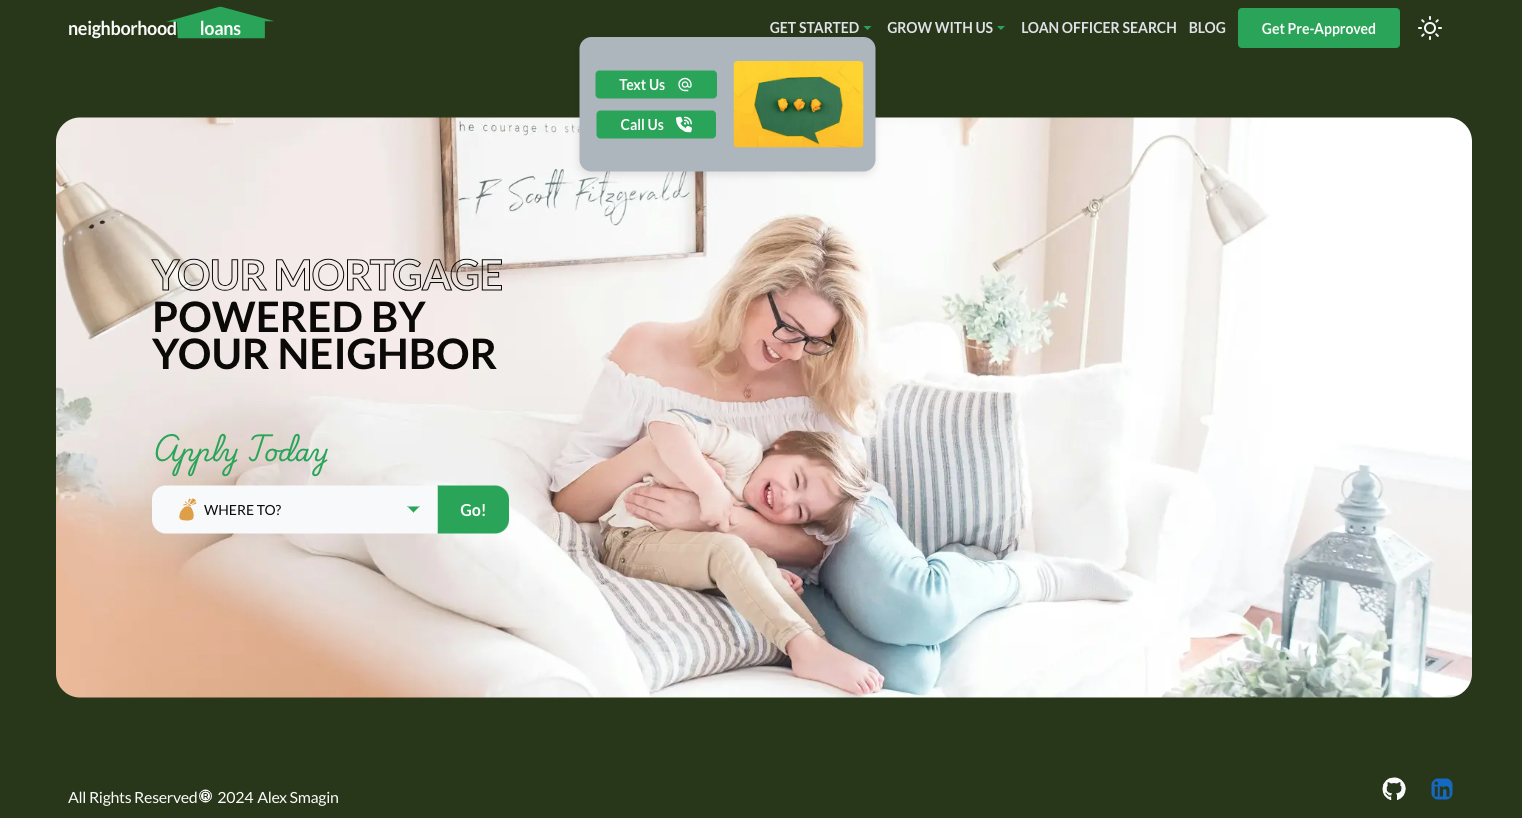 neighborhood loans
GET STARTED GROW WITH US LOAN OFFICER SEARCH BLOG Get Pre-Approved
Text Us
Call Us
he courage to sta
-F Scott Fitzgerald
YOUR MORTGAGE
POWERED BY
YOUR NEIGHBOR
Apply Today
WHERE TO?
Go!
All Rights Reserved® 2024 Alex Smagin
in